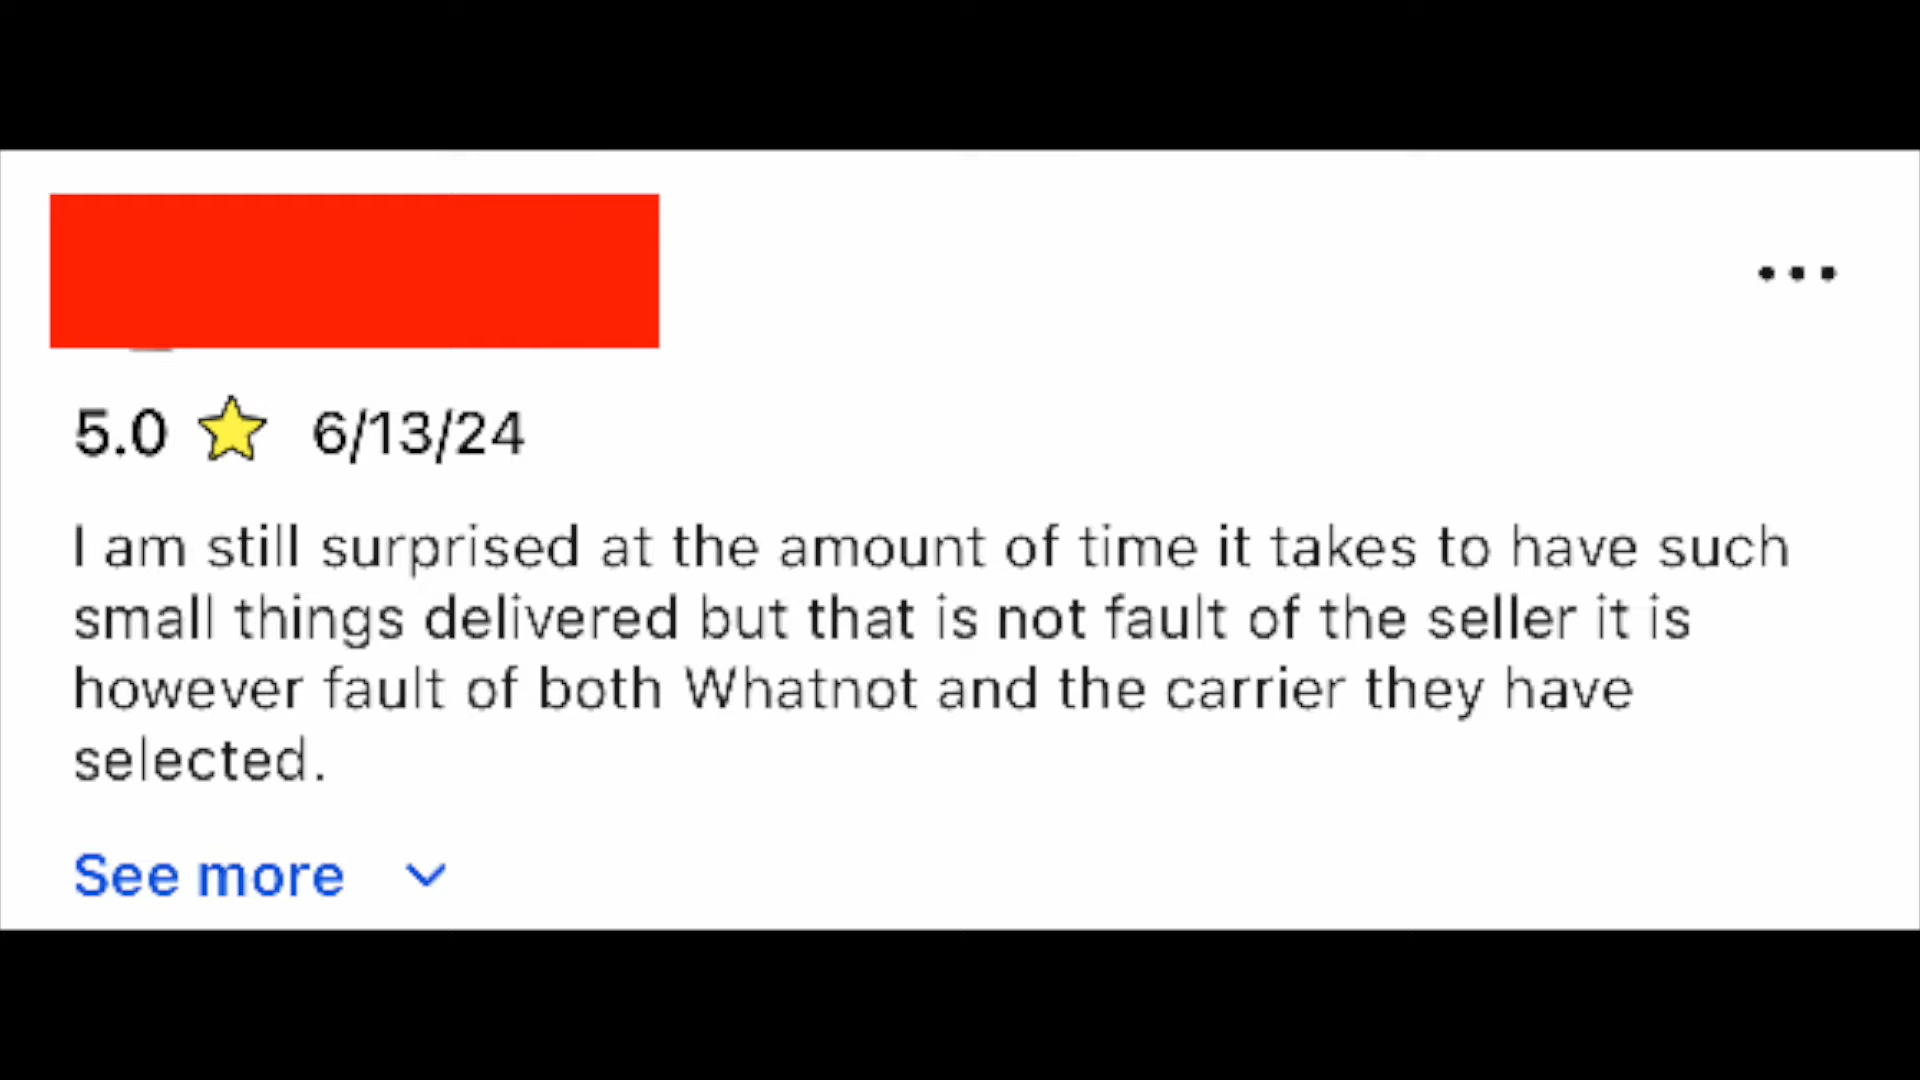 5.0 6/13/24
I am still surprised at the amount of time it takes to have such
small things delivered but that is not fault of the seller it is
however fault of both Whatnot and the carrier they have
selected.
See more